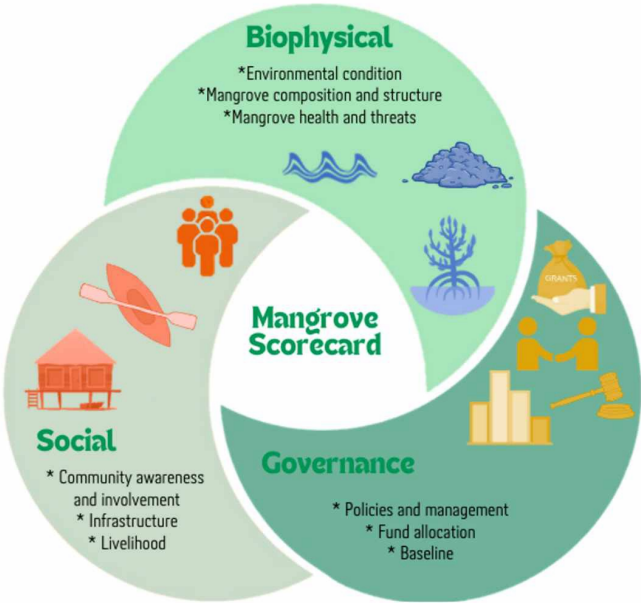 Biophysical
*Environmental condition
*Mangrove composition and structure
*Mangrove health and threats
GRANTS
Mangrove
Scorecard
Social
* Community awareness
and involvement
* Infrastructure
* Livelihood
Governance
* Policies and management
* Fund allocation
* Baseline